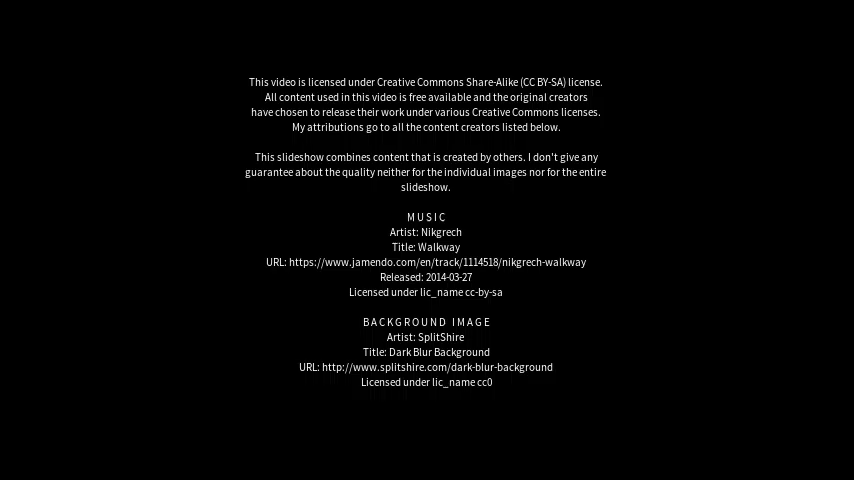 This video is licensed under Creative Commons Share-Alike (CC BY-SA) license.
All content used in this video is free available and the original creators
have chosen to release their work under various Creative Commons licenses.
My attributions go to all the content creators listed below.
This slideshow combines content that is created by others. I don't give any
guarantee about the quality neither for the individual images nor for the entire
slideshow.
MUSIC
Artist: Nikgrech
Title: Walkway
URL: https://www.jamendo.com/en/track/1114518/nikgrech-walkway
Released: 2014-03-27
Licensed under lic_name cc-by-sa
BACKGROUND IMAGE
Artist: SplitShire
Title: Dark Blur Background
URL: http://www.splitshire.com/dark-blur-background
Licensed under lic_name cc0